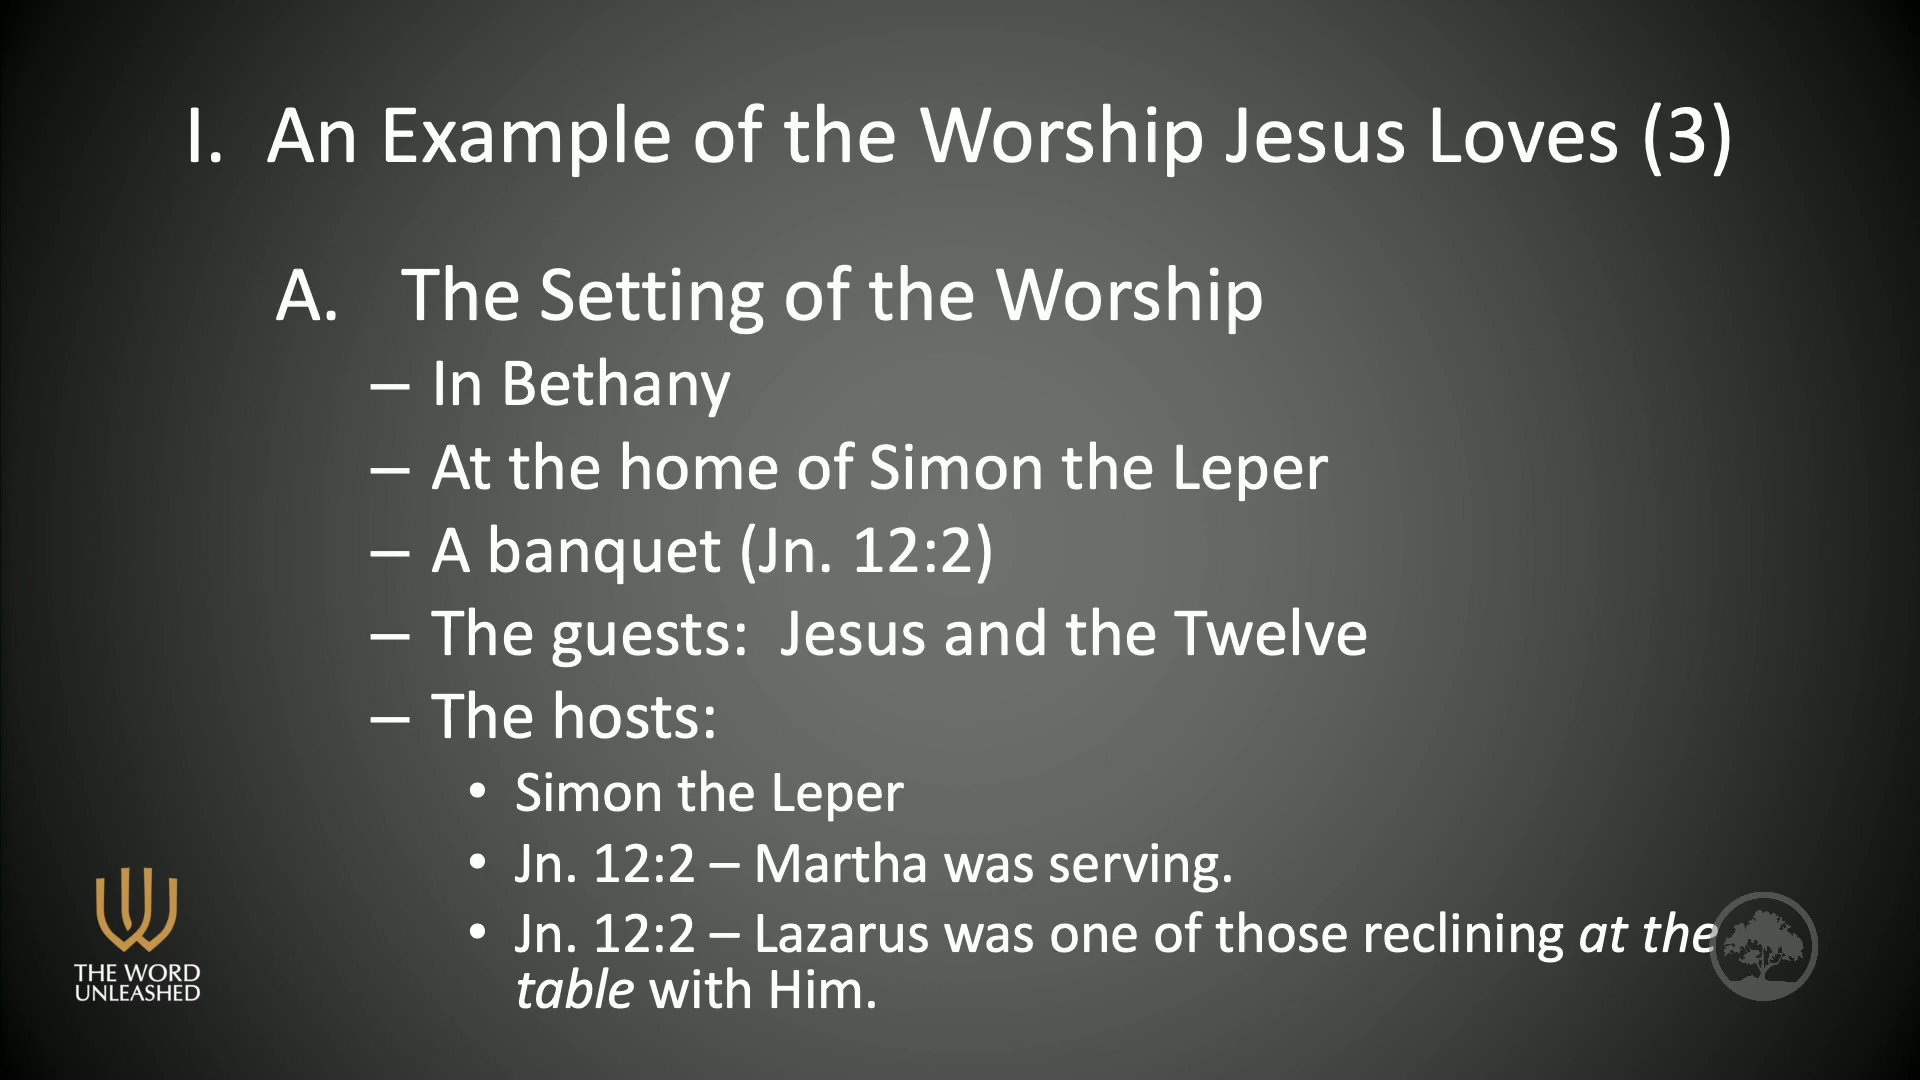 I. An Example of the Worship Jesus Loves (3)
A. The Setting of the Worship
– In Bethany
– At the home of Simon the Leper
– A banquet (Jn. 12:2)
– The guests: Jesus and the Twelve
– The hosts:
• Simon the Leper
• Jn. 12:2 – Martha was serving.
• Jn. 12:2 – Lazarus was one of those reclining at the
table with Him.
THE WORD
UNLEASHED